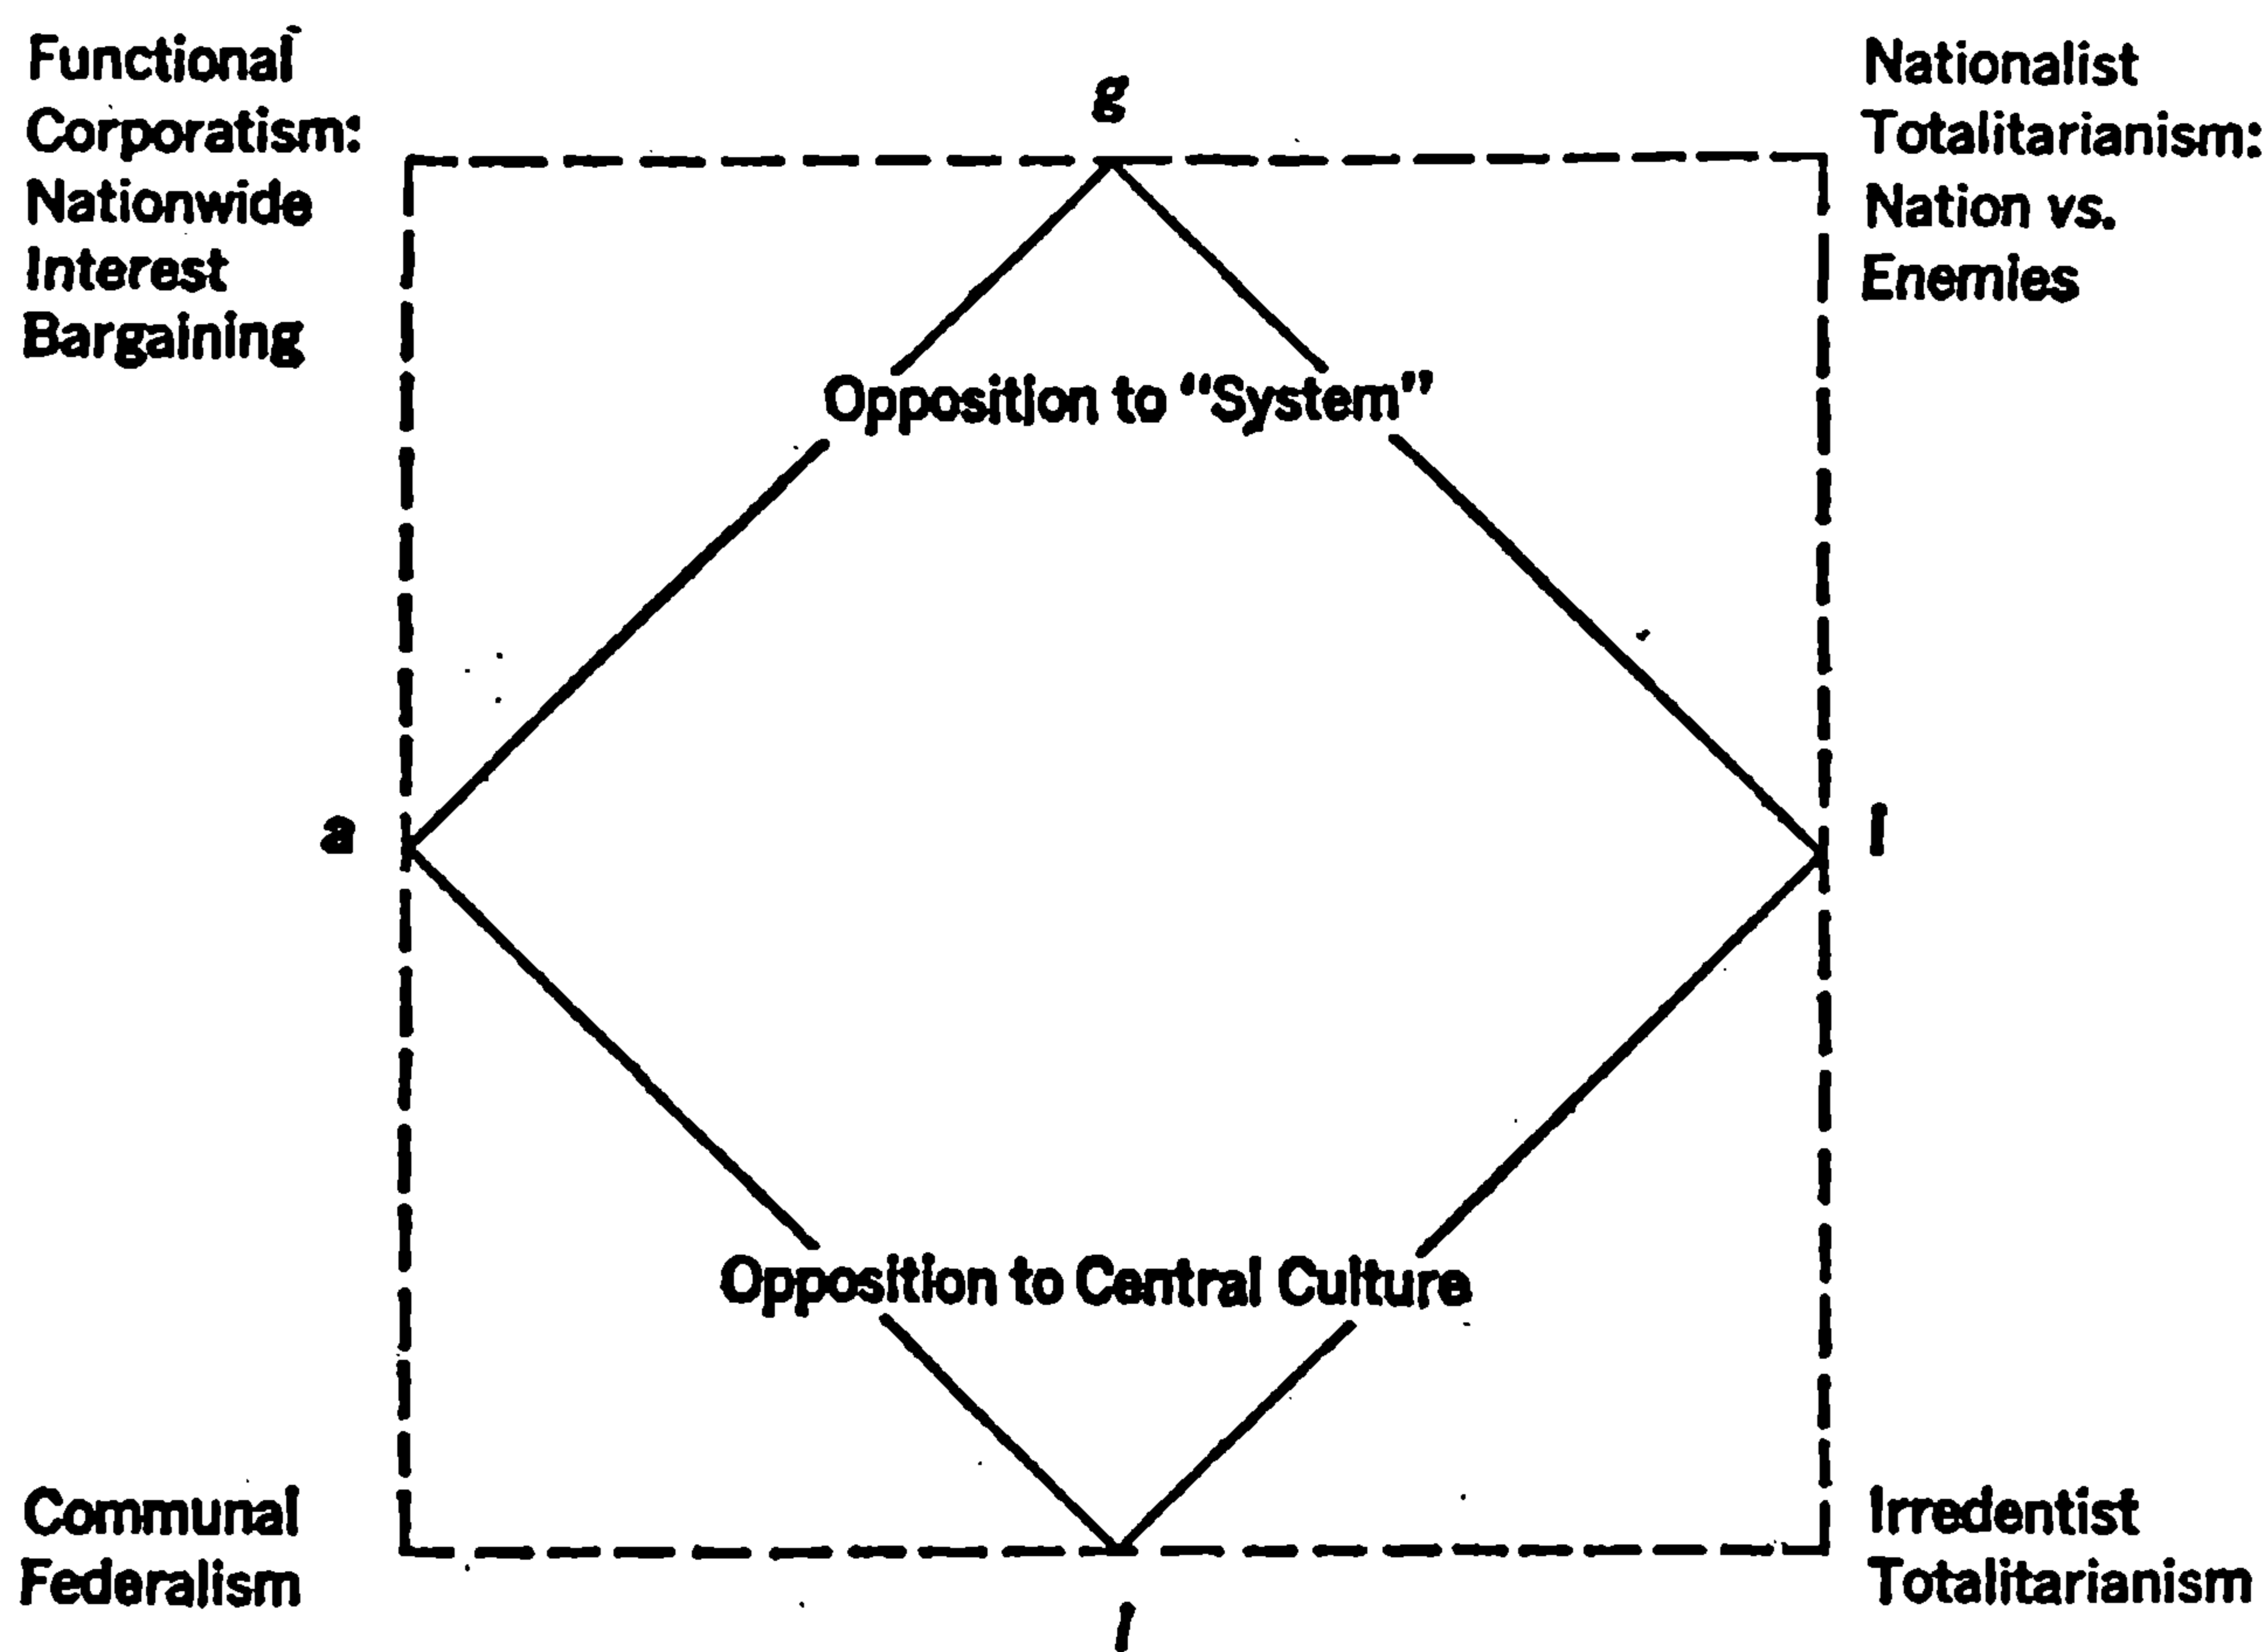 Functional
Corporatism:
Nationwide
Interest
Bargaining
g
Nationalist
Totalitarianism:
Nation vs.
Enemies
Opposition to “System”
a
I
Opposition to Central Culture
Communal
Federalism
Irredentist
Totalitarianism
l